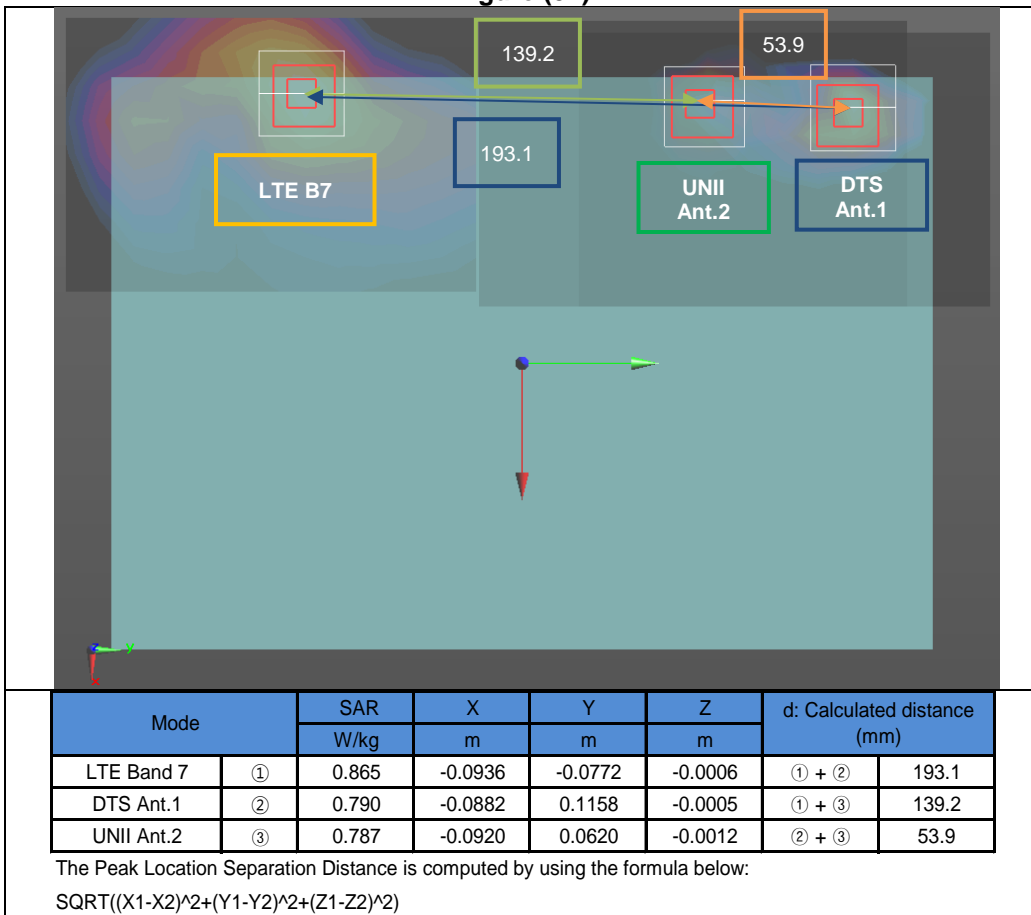 139.2
53.9
193.1
LTE B7
UNII
Ant.2
DTS
Ant.1
z
y
x
Mode SAR X Y Z d: Calculated distance
(mm)
W/kg m m m
LTE Band 7 ① 0.865 -0.0936 -0.0772 -0.0006 ① + ② 193.1
DTS Ant.1 ② 0.790 -0.0882 0.1158 -0.0005 ① + ③ 139.2
UNII Ant.2 ③ 0.787 -0.0920 0.0620 -0.0012 ② + ③ 53.9
The Peak Location Separation Distance is computed by using the formula below:
SQRT((X1-X2)^2+(Y1-Y2)^2+(Z1-Z2)^2)